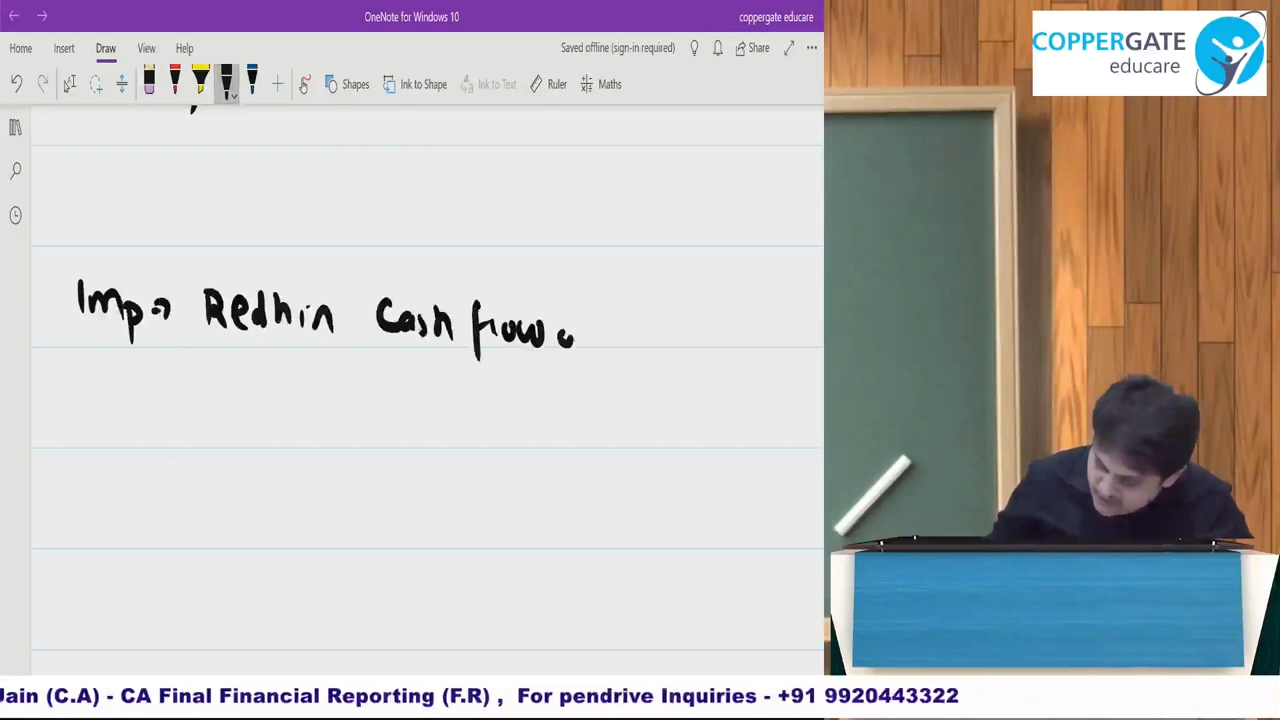 OneNote for Windows 10
coppergate educare
Home Insert Draw View Help
Saved offline (sign-in required) Share
Shapes Ink to Shape Ink to Text Ruler Maths
COPPERGATE
educare
Imp⇒ Redhin Cash flow
Jain (C.A) - CA Final Financial Reporting (F.R) , For pendrive Inquiries - +91 9920443322